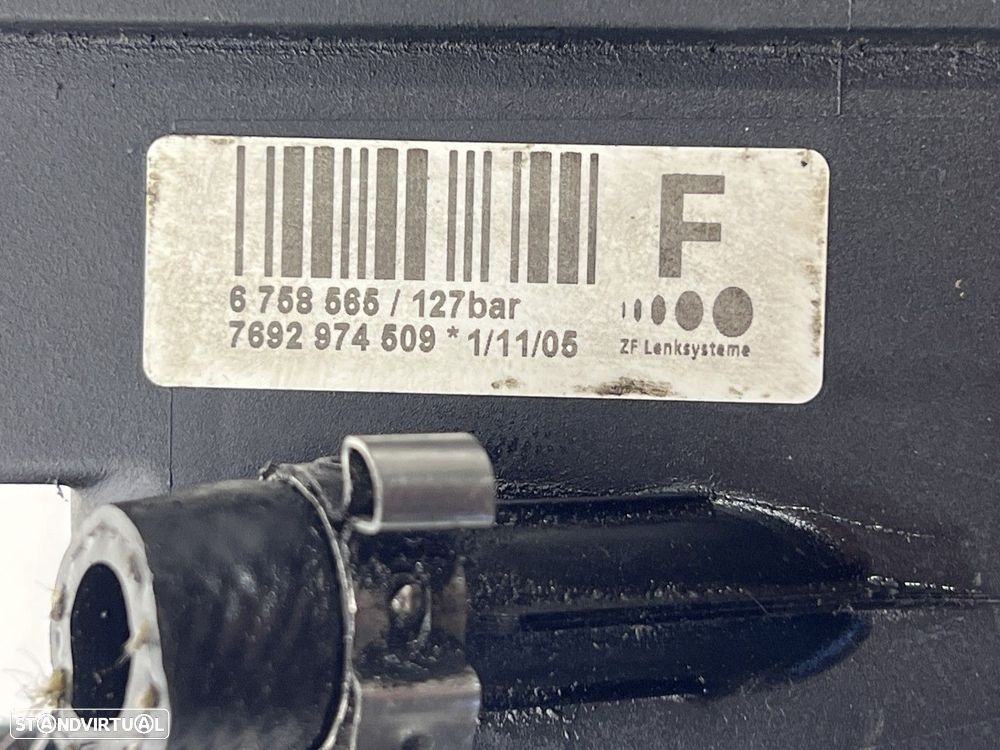 F
6 758 565 / 127bar
7692 974 509 * 1/11/05
ZF Lenksysteme
STANDVIRTUAL